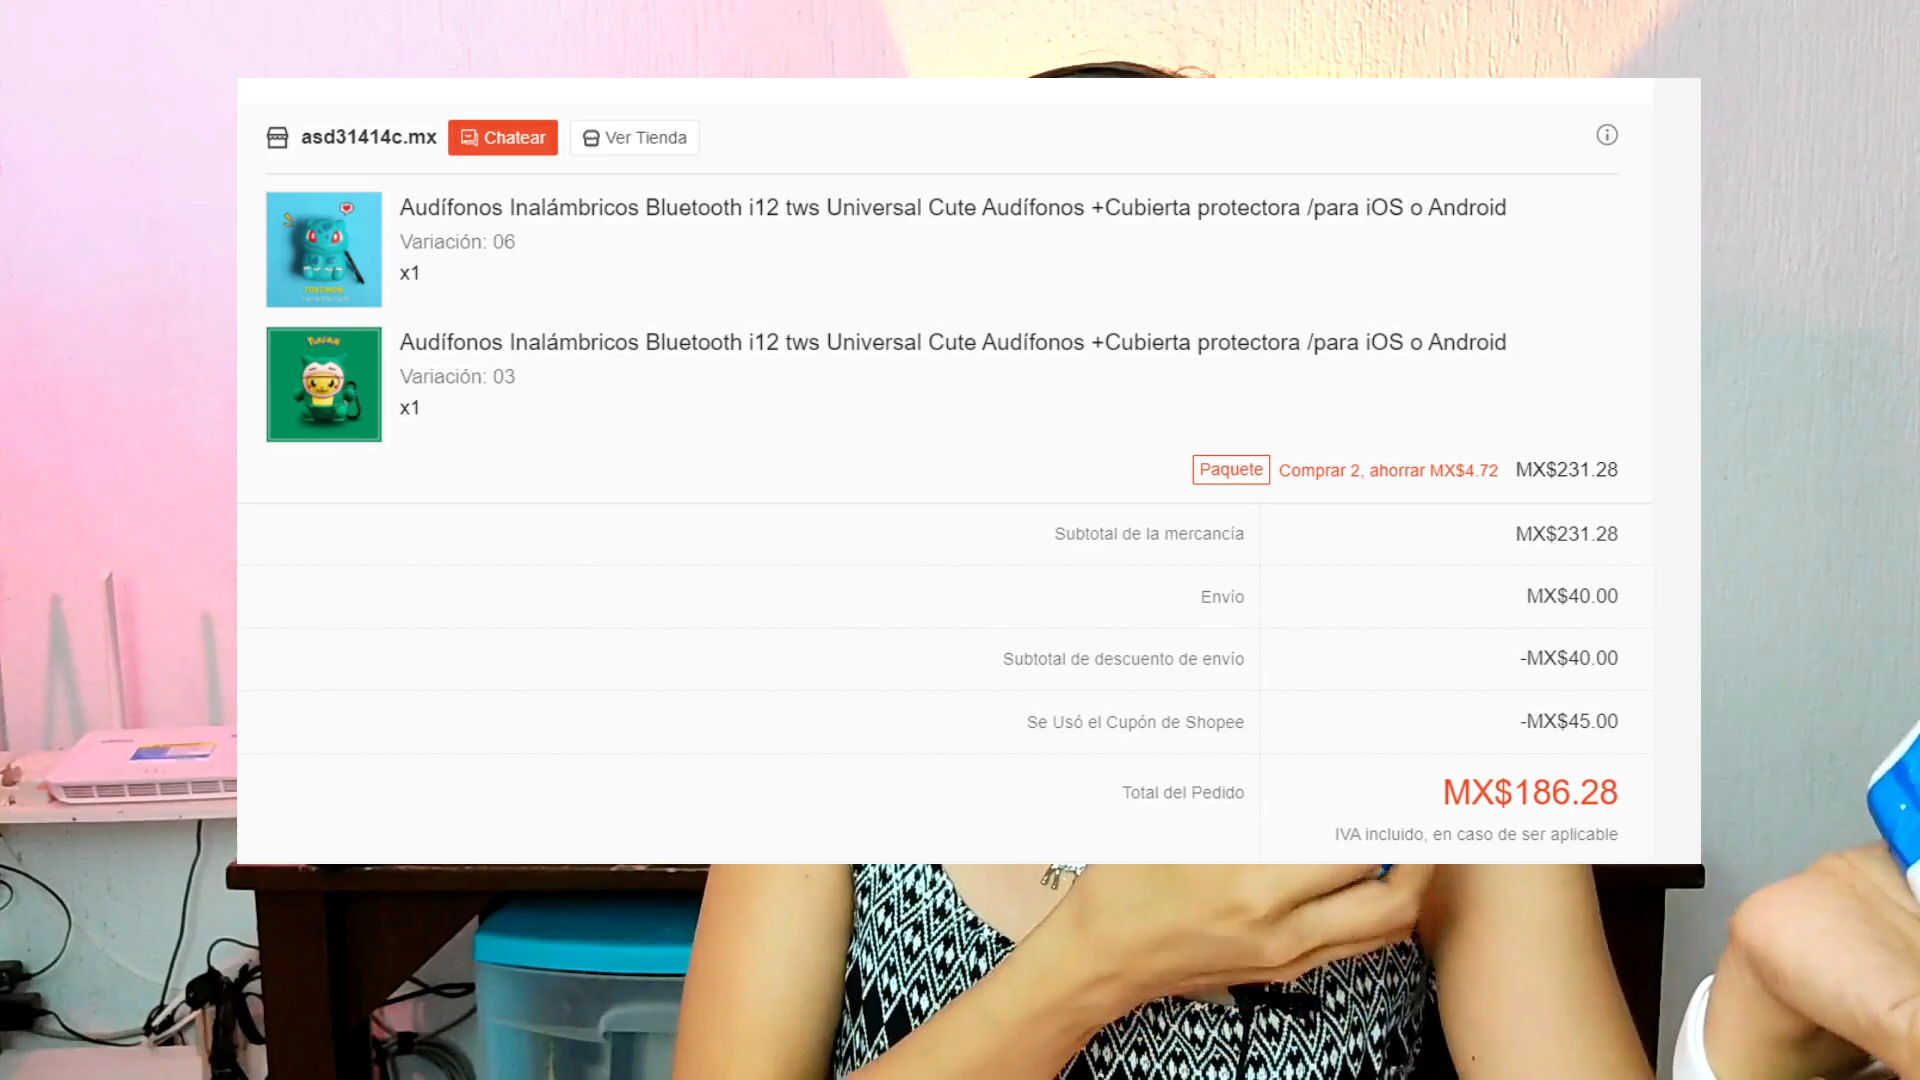 asd31414c.mx Chatear Ver Tienda
Audífonos Inalámbricos Bluetooth i12 tws Universal Cute Audífonos +Cubierta protectora /para iOS o Android
Variación: 06
x1
POKEMON
POKéMON
Audífonos Inalámbricos Bluetooth i12 tws Universal Cute Audífonos +Cubierta protectora /para iOS o Android
Variación: 03
x1
Paquete Comprar 2, ahorrar MX$4.72 MX$231.28
Subtotal de la mercancía MX$231.28
Envío MX$40.00
Subtotal de descuento de envío -MX$40.00
Se Usó el Cupón de Shopee -MX$45.00
Total del Pedido MX$186.28
IVA incluido, en caso de ser aplicable